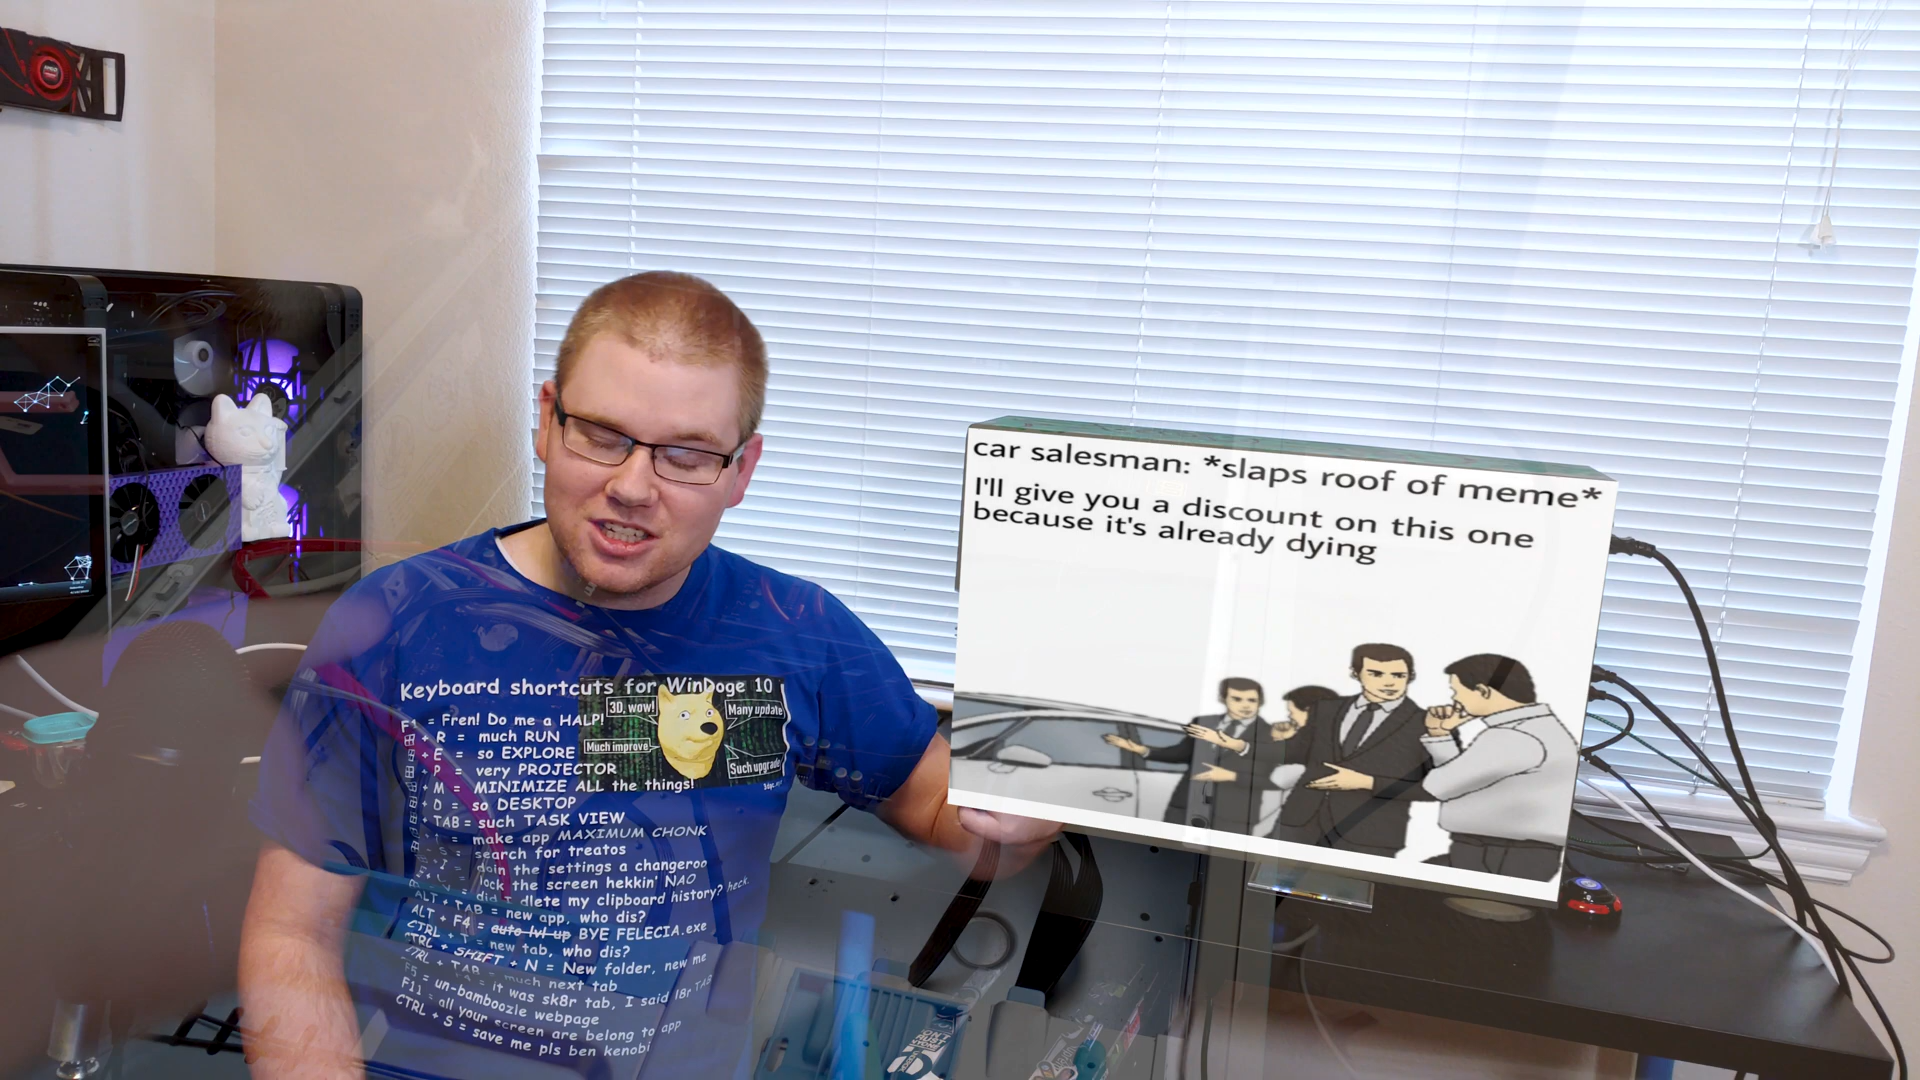 car salesman: *slaps roof of meme*
I'll give you a discount on this one
because it's already dying
Keyboard shortcuts for WinDoge 10
3D, wow!
Many update
Much improve
Such upgrade
F1 = Fren! Do me a HALP!
+ R = much RUN
+ E = so EXPLORE
+ P = very PROJECTOR
+ M = MINIMIZE ALL the things!
+ D = so DESKTOP
+ TAB = such TASK VIEW
+ = make app MAXIMUM CHONK
+ S = search for treatos
+ I = doin the settings a changeroo
+ L = lock the screen hekkin' NAO
= did I dlete my clipboard history? heck.
ALT + TAB = new app, who dis?
ALT + F4 = auto lvl up BYE FELECIA.exe
CTRL + T = new tab, who dis?
CTRL + SHIFT + N = New folder, new me
CTRL + TAB = much next tab
= it was sk8r tab, I said l8r TAB
F5 = un-bamboozle webpage
F11 = all your screen are belong to app
CTRL + S = save me pls ben kenobi